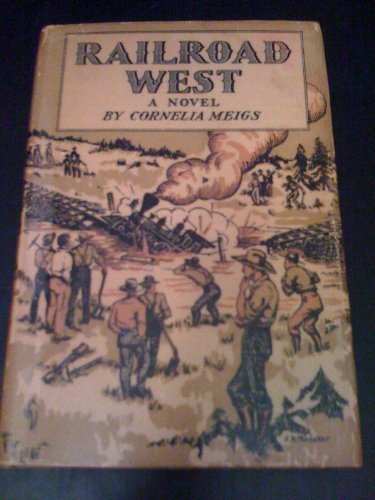 RAILROAD
WEST
A NOVEL
BY CORNELIA MEIGS